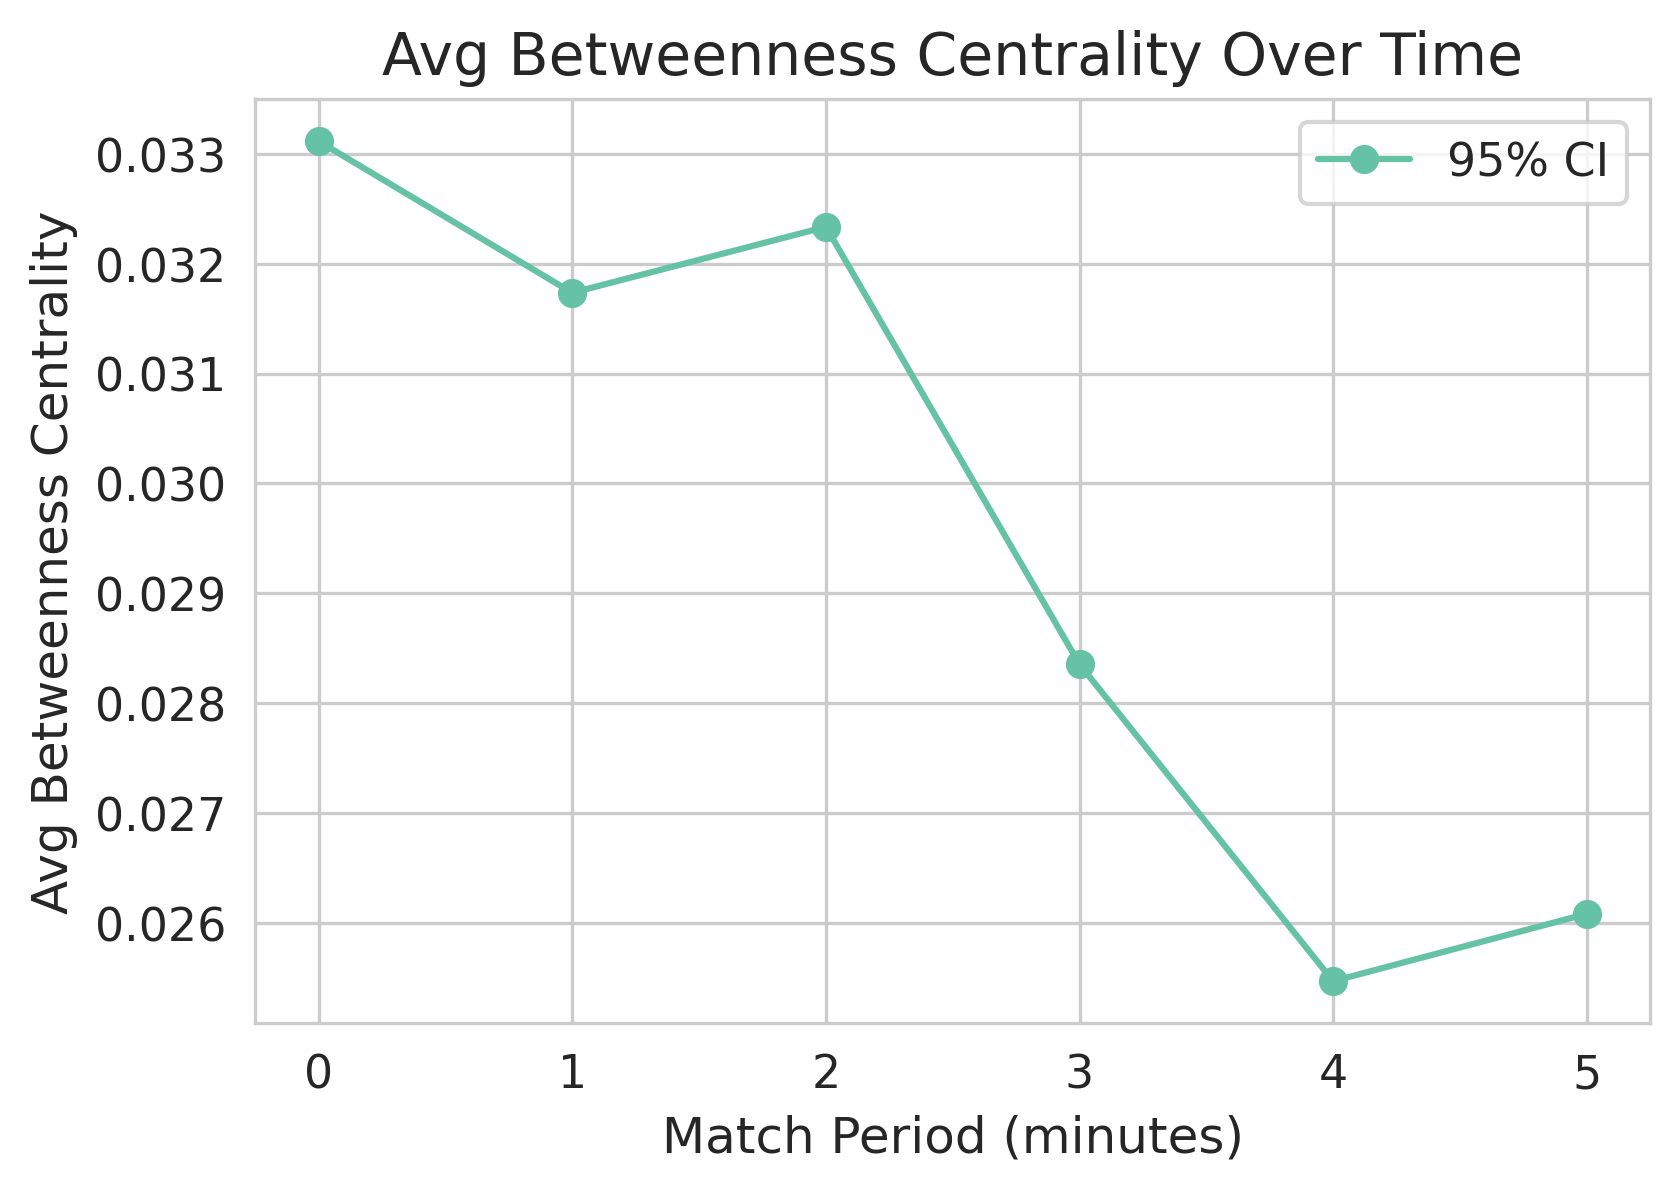 Avg Betweenness Centrality Over Time
95% CI
Avg Betweenness Centrality
0.033
0.032
0.031
0.030
0.029
0.028
0.027
0.026
0 1 2 3 4 5
Match Period (minutes)